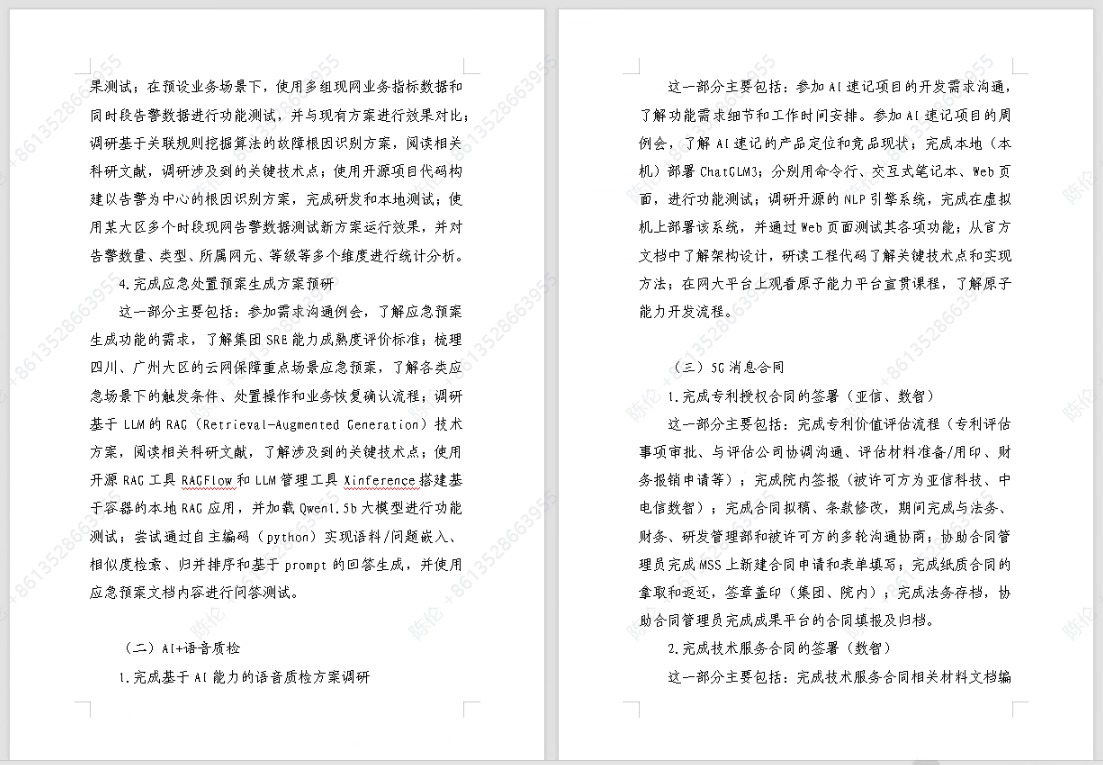 果测试；在预设业务场景下，使用多组现网业务指标数据和
同时段告警数据进行功能测试，并与现有方案进行效果对比；
调研基于关联规则挖掘算法的故障根因识别方案，阅读相关
科研文献，调研涉及到的关键技术点；使用开源项目代码构
建以告警为中心的根因识别方案，完成研发和本地测试；使
用某大区多个时段现网告警数据测试新方案运行效果，并对
告警数量、类型、所属网元、等级等多个维度进行统计分析。
4.完成应急处置预案生成方案预研
这一部分主要包括：参加需求沟通例会，了解应急预案
生成功能的需求，了解集团 SRE 能力成熟度评价标准；梳理
四川、广州大区的云网保障重点场景应急预案，了解各类应
急场景下的触发条件、处置操作和业务恢复确认流程；调研
基于 LLM 的 RAG（Retrieval-Augmented Generation）技术
方案，阅读相关科研文献，了解涉及到的关键技术点；使用
开源 RAG 工具 RAGFlow 和 LLM 管理工具 Xinference 搭建基
于容器的本地 RAG 应用，并加载 Qwen1.5b 大模型进行功能
测试；尝试通过自主编码（python）实现语料/问题嵌入、
相似度检索、归并排序和基于 prompt 的回答生成，并使用
应急预案文档内容进行问答测试。
（二）AI+语音质检
1.完成基于 AI 能力的语音质检方案调研
这一部分主要包括：参加 AI 速记项目的开发需求沟通，
了解功能需求细节和工作时间安排。参加 AI 速记项目的周
例会，了解 AI 速记的产品定位和竞品现状；完成本地（本
机）部署 ChatGLM3；分别用命令行、交互式笔记本、Web 页
面，进行功能测试；调研开源的 NLP 引擎系统，完成在虚拟
机上部署该系统，并通过 Web 页面测试其各项功能；从官方
文档中了解架构设计，研读工程代码了解关键技术点和实现
方法；在网大平台上观看原子能力平台宣贯课程，了解原子
能力开发流程。
（三）5G 消息合同
1.完成专利授权合同的签署（亚信、数智）
这一部分主要包括：完成专利价值评估流程（专利评估
事项审批、与评估公司协调沟通、评估材料准备/用印、财
务报销申请等）；完成院内签报（被许可方为亚信科技、中
电信数智）；完成合同拟稿、条款修改，期间完成与法务、
财务、研发管理部和被许可方的多轮沟通协商；协助合同管
理员完成 MSS 上新建合同申请和表单填写；完成纸质合同的
拿取和返还，签章盖印（集团、院内）；完成法务存档，协
助合同管理员完成成果平台的合同填报及归档。
2.完成技术服务合同的签署（数智）
这一部分主要包括：完成技术服务合同相关材料文档编
陈伦 +8613528663955